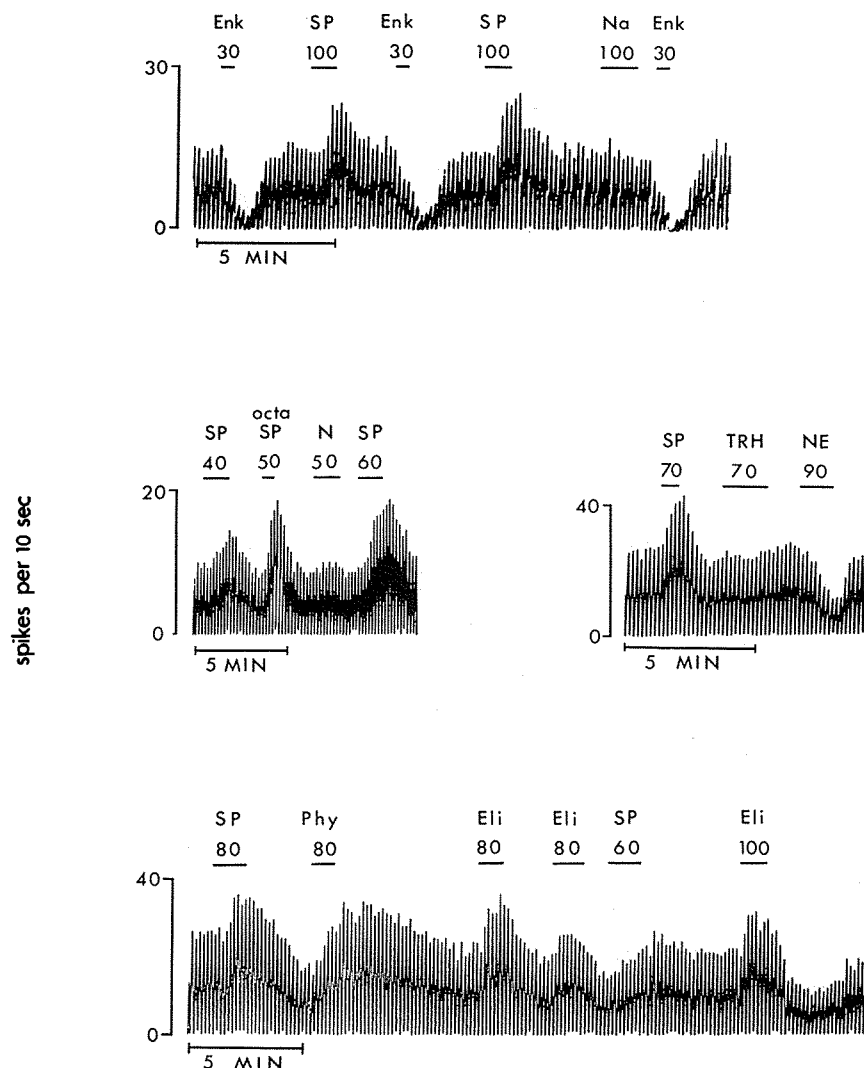 Enk SP Enk SP Na Enk
30 100 30 100 100 30
30
0
5 MIN
spikes per 10 sec
octa
SP SP N SP
40 50 50 60
20
0
5 MIN
SP TRH NE
70 70 90
40
0
5 MIN
SP Phy Eli Eli SP Eli
80 80 80 80 60 100
40
0
5 MIN